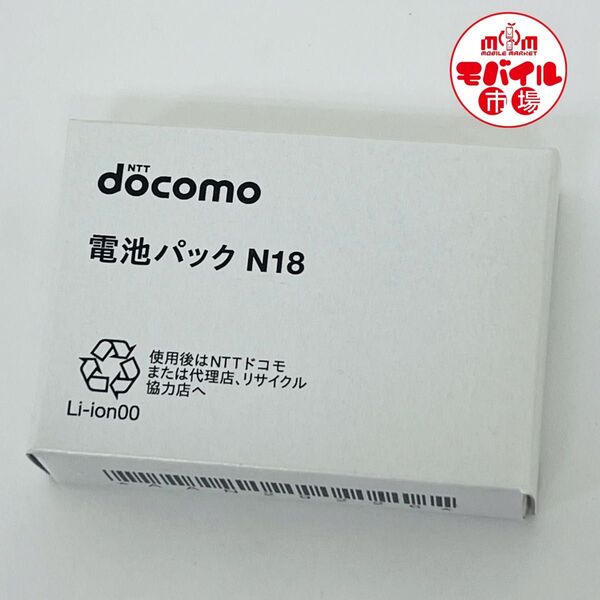 MOBILE MARKET
モバイル
市場
NTT
docomo
電池パック N18
使用後はNTTドコモ
または代理店、リサイクル
協力店へ
Li-ion00